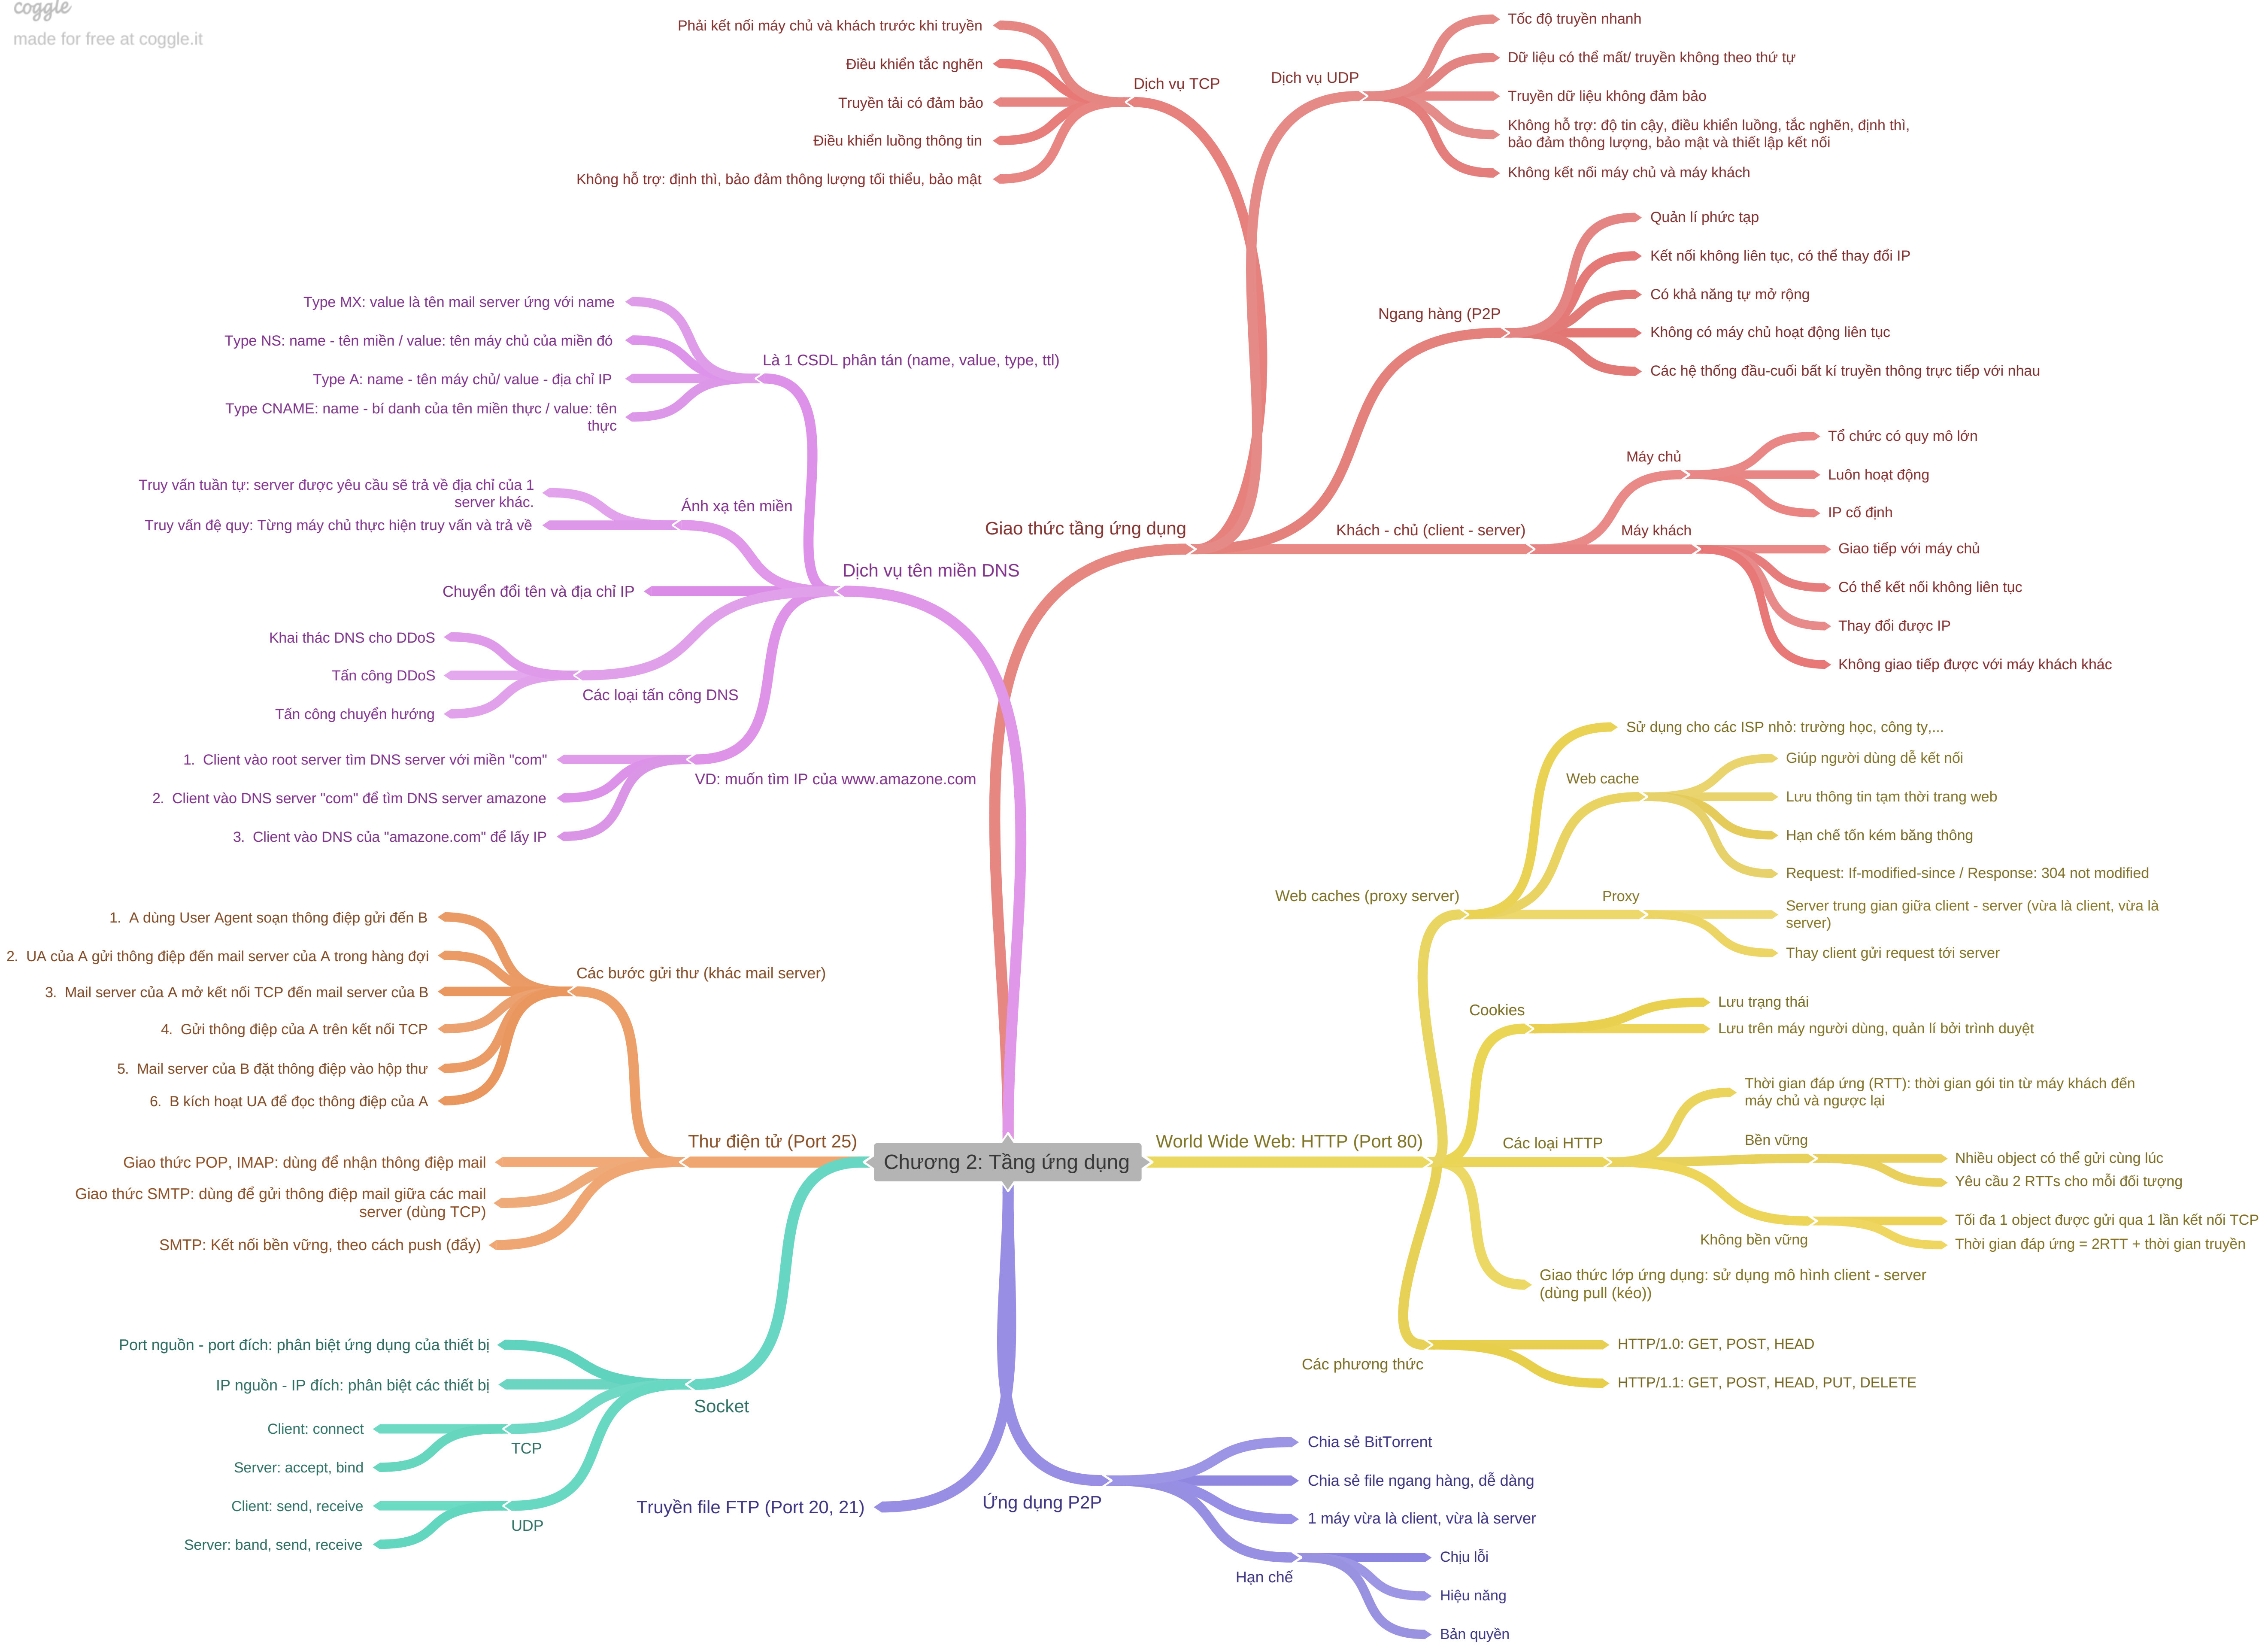 coggle
made for free at coggle.it
Chương 2: Tầng ứng dụng
Giao thức tầng ứng dụng
Dịch vụ TCP
Phải kết nối máy chủ và khách trước khi truyền
Điều khiển tắc nghẽn
Truyền tải có đảm bảo
Điều khiển luồng thông tin
Không hỗ trợ: định thì, bảo đảm thông lượng tối thiểu, bảo mật
Dịch vụ UDP
Tốc độ truyền nhanh
Dữ liệu có thể mất/ truyền không theo thứ tự
Truyền dữ liệu không đảm bảo
Không hỗ trợ: độ tin cậy, điều khiển luồng, tắc nghẽn, định thì,
bảo đảm thông lượng, bảo mật và thiết lập kết nối
Không kết nối máy chủ và máy khách
Ngang hàng (P2P
Quản lí phức tạp
Kết nối không liên tục, có thể thay đổi IP
Có khả năng tự mở rộng
Không có máy chủ hoạt động liên tục
Các hệ thống đầu-cuối bất kí truyền thông trực tiếp với nhau
Khách - chủ (client - server)
Máy chủ
Tổ chức có quy mô lớn
Luôn hoạt động
IP cố định
Máy khách
Giao tiếp với máy chủ
Có thể kết nối không liên tục
Thay đổi được IP
Không giao tiếp được với máy khách khác
World Wide Web: HTTP (Port 80)
Web caches (proxy server)
Sử dụng cho các ISP nhỏ: trường học, công ty,...
Web cache
Giúp người dùng dễ kết nối
Lưu thông tin tạm thời trang web
Hạn chế tốn kém băng thông
Request: If-modified-since / Response: 304 not modified
Proxy
Server trung gian giữa client - server (vừa là client, vừa là
server)
Thay client gửi request tới server
Cookies
Lưu trạng thái
Lưu trên máy người dùng, quản lí bởi trình duyệt
Các loại HTTP
Thời gian đáp ứng (RTT): thời gian gói tin từ máy khách đến
máy chủ và ngược lại
Bền vững
Nhiều object có thể gửi cùng lúc
Yêu cầu 2 RTTs cho mỗi đối tượng
Không bền vững
Tối đa 1 object được gửi qua 1 lần kết nối TCP
Thời gian đáp ứng = 2RTT + thời gian truyền
Giao thức lớp ứng dụng: sử dụng mô hình client - server
(dùng pull (kéo))
Các phương thức
HTTP/1.0: GET, POST, HEAD
HTTP/1.1: GET, POST, HEAD, PUT, DELETE
Ứng dụng P2P
Chia sẻ BitTorrent
Chia sẻ file ngang hàng, dễ dàng
1 máy vừa là client, vừa là server
Hạn chế
Chịu lỗi
Hiệu năng
Bản quyền
Truyền file FTP (Port 20, 21)
Dịch vụ tên miền DNS
Là 1 CSDL phân tán (name, value, type, ttl)
Type MX: value là tên mail server ứng với name
Type NS: name - tên miền / value: tên máy chủ của miền đó
Type A: name - tên máy chủ/ value - địa chỉ IP
Type CNAME: name - bí danh của tên miền thực / value: tên
thực
Ánh xạ tên miền
Truy vấn tuần tự: server được yêu cầu sẽ trả về địa chỉ của 1
server khác.
Truy vấn đệ quy: Từng máy chủ thực hiện truy vấn và trả về
Chuyển đổi tên và địa chỉ IP
Các loại tấn công DNS
Khai thác DNS cho DDoS
Tấn công DDoS
Tấn công chuyển hướng
VD: muốn tìm IP của www.amazone.com
1. Client vào root server tìm DNS server với miền "com"
2. Client vào DNS server "com" để tìm DNS server amazone
3. Client vào DNS của "amazone.com" để lấy IP
Thư điện tử (Port 25)
Các bước gửi thư (khác mail server)
1. A dùng User Agent soạn thông điệp gửi đến B
2. UA của A gửi thông điệp đến mail server của A trong hàng đợi
3. Mail server của A mở kết nối TCP đến mail server của B
4. Gửi thông điệp của A trên kết nối TCP
5. Mail server của B đặt thông điệp vào hộp thư
6. B kích hoạt UA để đọc thông điệp của A
Giao thức POP, IMAP: dùng để nhận thông điệp mail
Giao thức SMTP: dùng để gửi thông điệp mail giữa các mail
server (dùng TCP)
SMTP: Kết nối bền vững, theo cách push (đẩy)
Socket
Port nguồn - port đích: phân biệt ứng dụng của thiết bị
IP nguồn - IP đích: phân biệt các thiết bị
TCP
Client: connect
Server: accept, bind
UDP
Client: send, receive
Server: band, send, receive